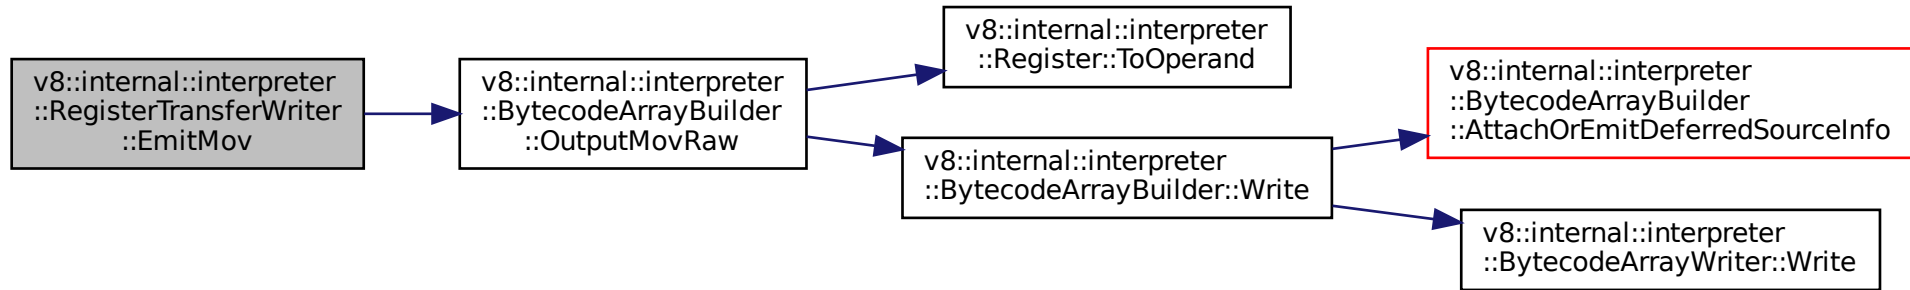 v8::internal::interpreter
::RegisterTransferWriter
::EmitMov
v8::internal::interpreter
::BytecodeArrayBuilder
::OutputMovRaw
v8::internal::interpreter
::Register::ToOperand
v8::internal::interpreter
::BytecodeArrayBuilder::Write
v8::internal::interpreter
::BytecodeArrayBuilder
::AttachOrEmitDeferredSourceInfo
v8::internal::interpreter
::BytecodeArrayWriter::Write